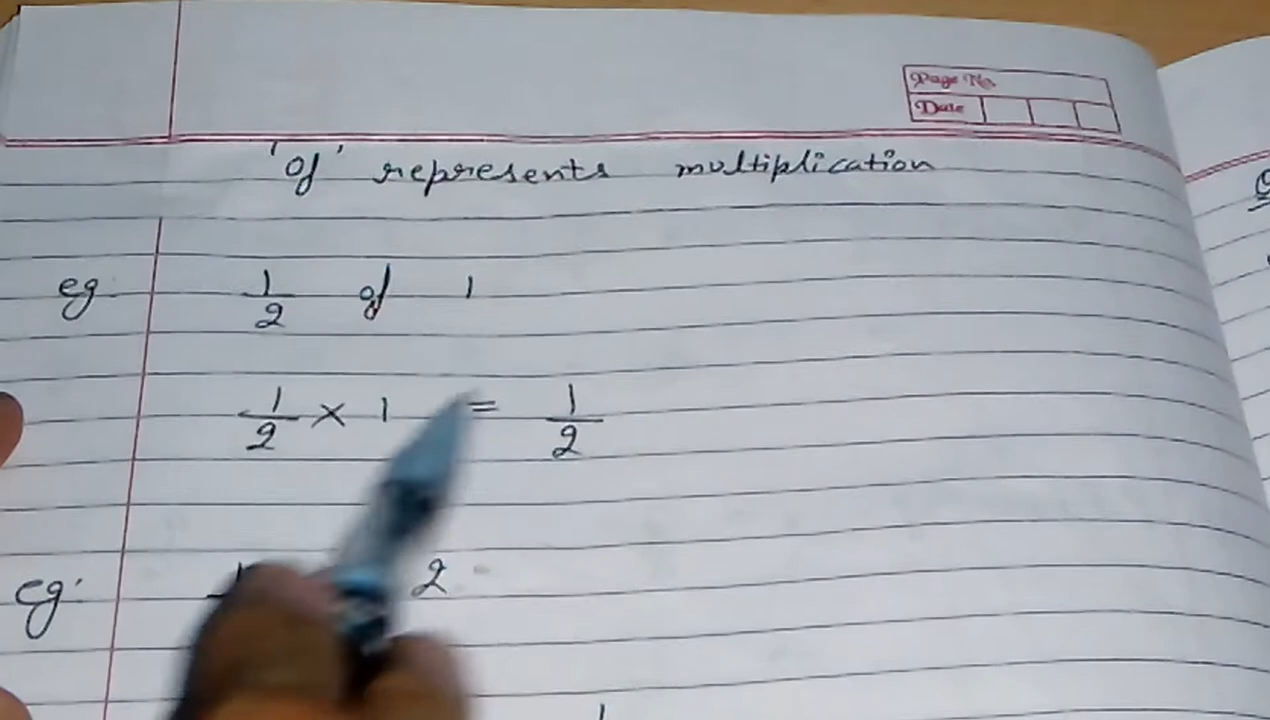 Page No.
Date
'of' represents multiplication
eg 1/2 of 1
1/2 × 1 = 1/2
eg: 2